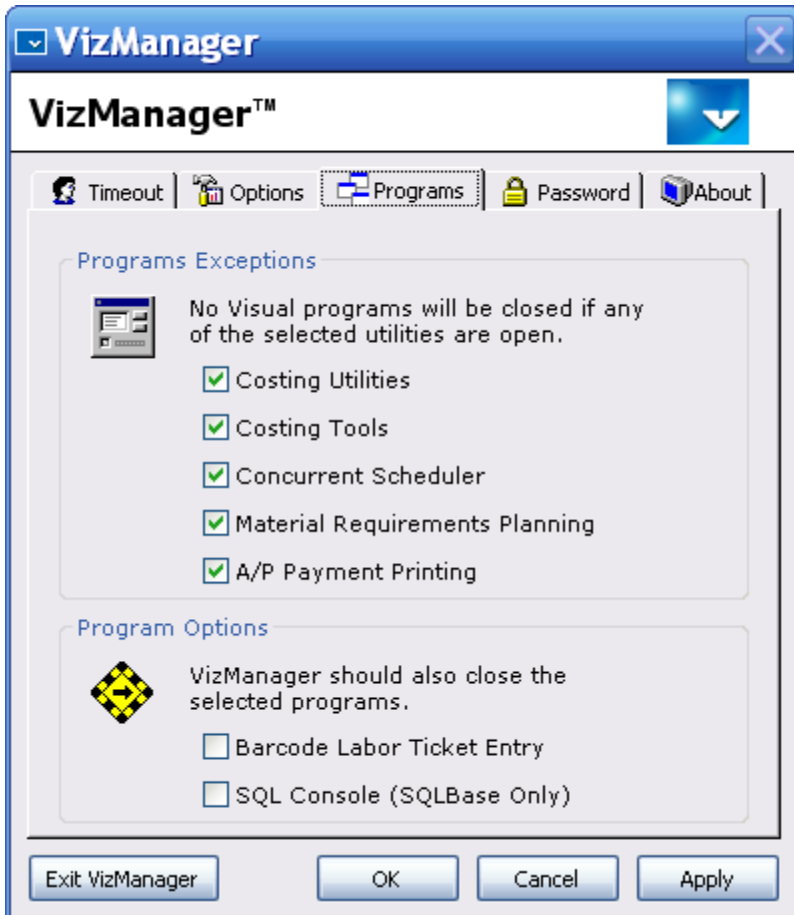 VizManager
VizManager™
Timeout
Options
Programs
Password
About
Programs Exceptions
No Visual programs will be closed if any
of the selected utilities are open.
Costing Utilities
Costing Tools
Concurrent Scheduler
Material Requirements Planning
A/P Payment Printing
Program Options
VizManager should also close the
selected programs.
Barcode Labor Ticket Entry
SQL Console (SQLBase Only)
Exit VizManager
OK
Cancel
Apply